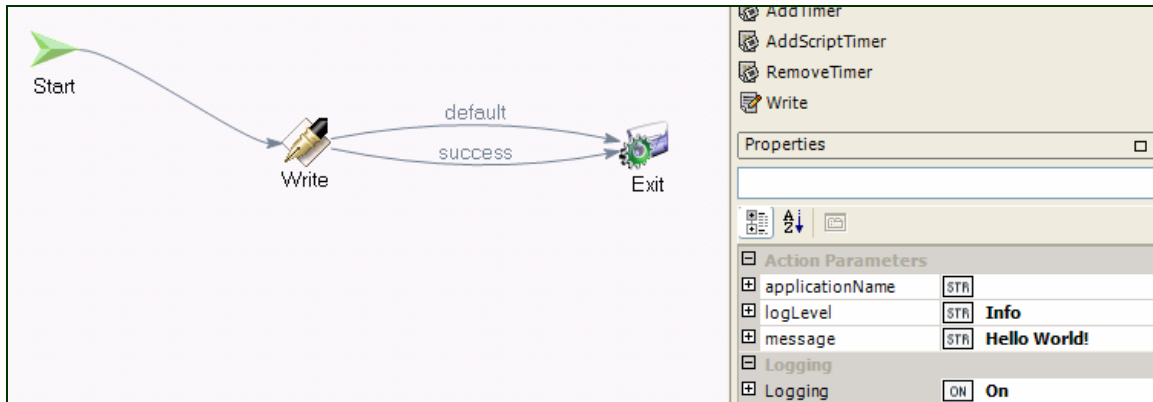 Start
default
success
Write
Exit
AddTimer
AddScriptTimer
RemoveTimer
Write
Properties
A
Z
Action Parameters
applicationName STR
logLevel STR Info
message STR Hello World!
Logging
Logging ON On